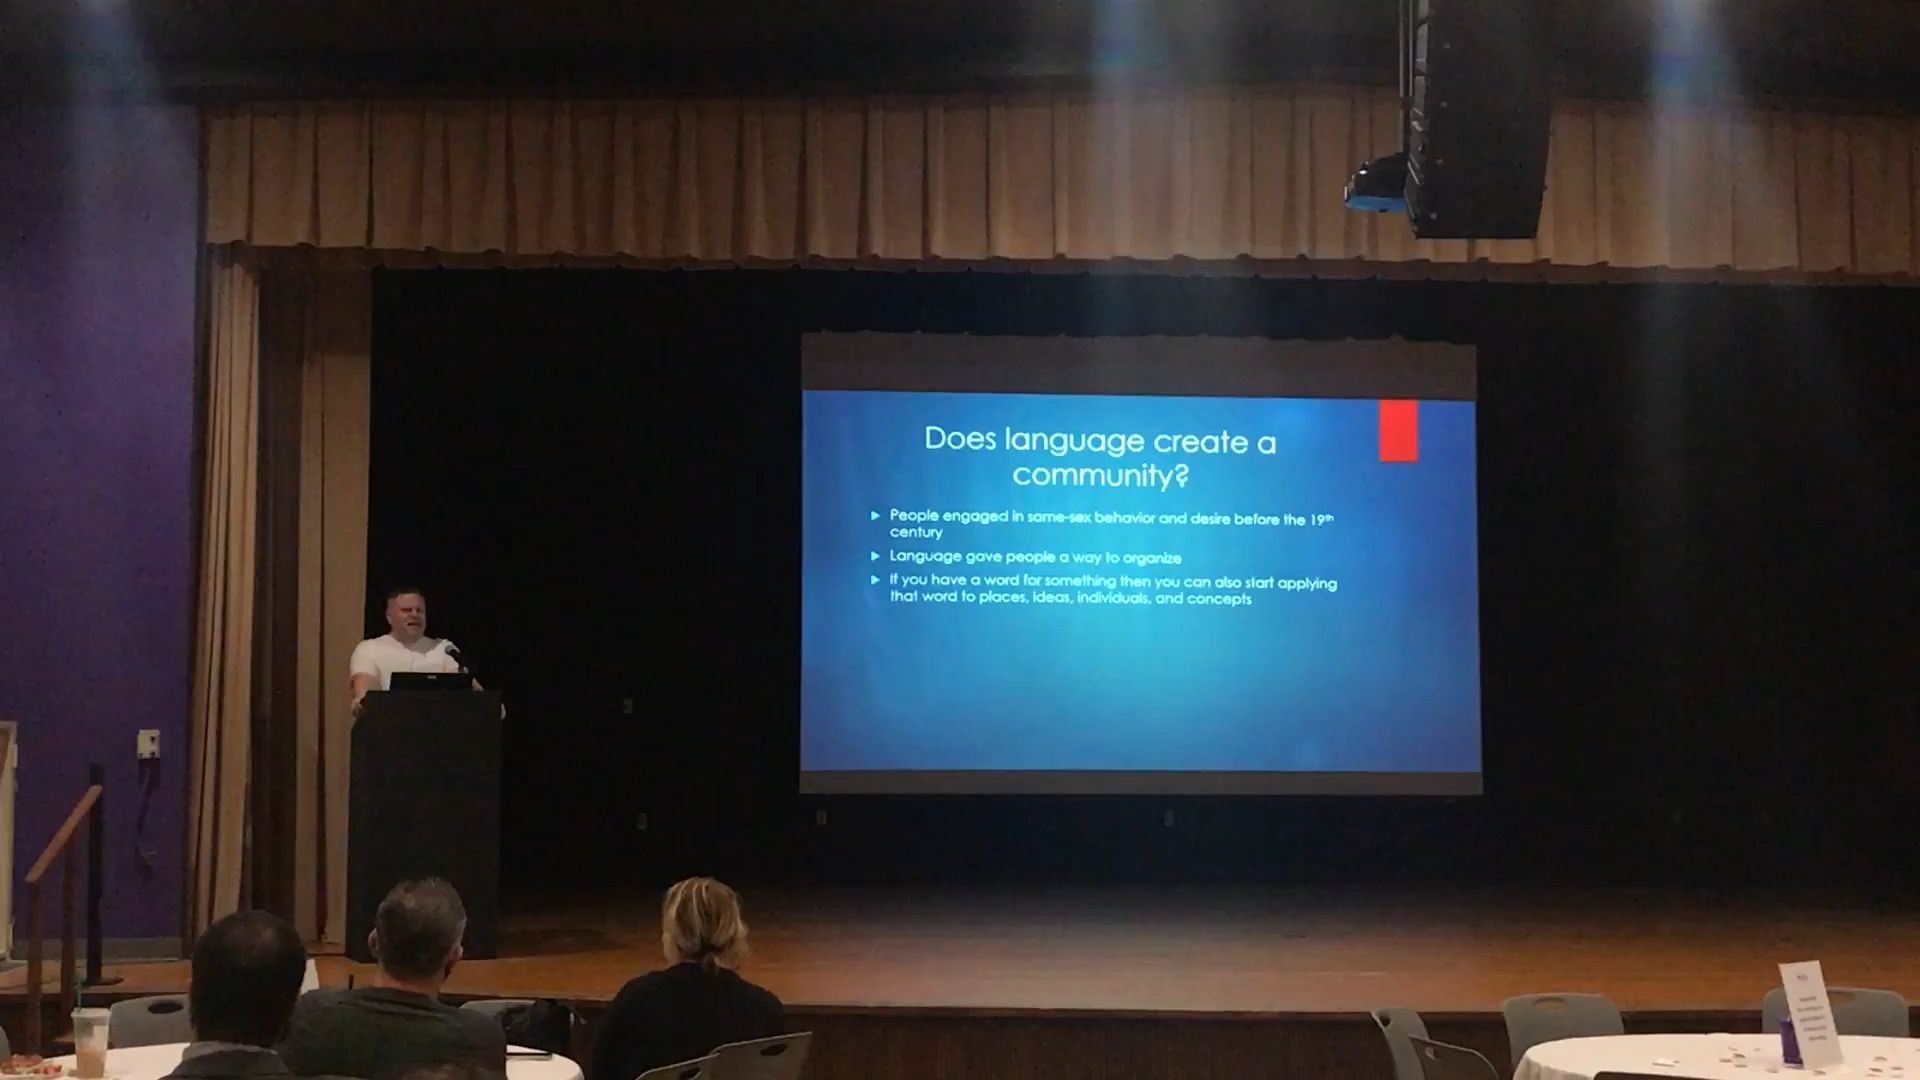 Does language create a
community?
People engaged in same-sex behavior and desire before the 19th
century
Language gave people a way to organize
If you have a word for something then you can also start applying
that word to places, ideas, individuals, and concepts